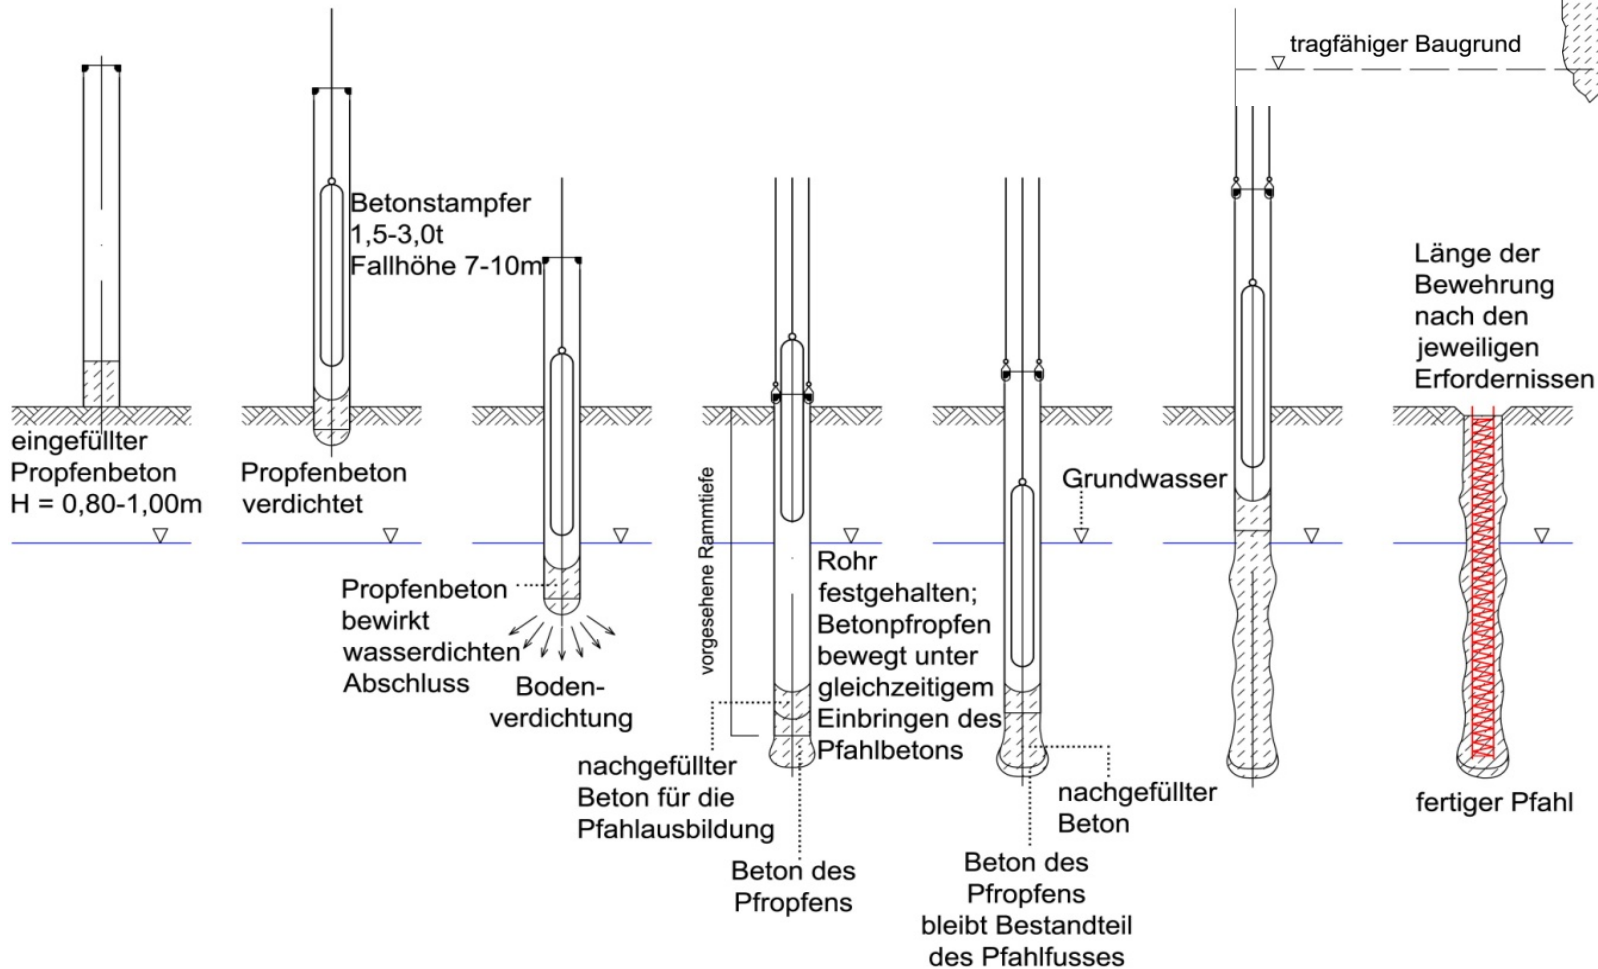 tragfähiger Baugrund
Betonstampfer
1,5-3,0t
Fallhöhe 7-10m
Länge der
Bewehrung
nach den
jeweiligen
Erfordernissen
eingefüllter
Propfenbeton
H = 0,80-1,00m
Propfenbeton
verdichtet
Propfenbeton
bewirkt
wasserdichten
Abschluss
Boden-
verdichtung
vorgesehene Rammtiefe
Rohr
festgehalten;
Betonpfropfen
bewegt unter
gleichzeitigem
Einbringen des
Pfahlbetons
Grundwasser
nachgefüllter
Beton für die
Pfahlausbildung
Beton des
Pfropfens
nachgefüllter
Beton
Beton des
Pfropfens
bleibt Bestandteil
des Pfahlfusses
fertiger Pfahl